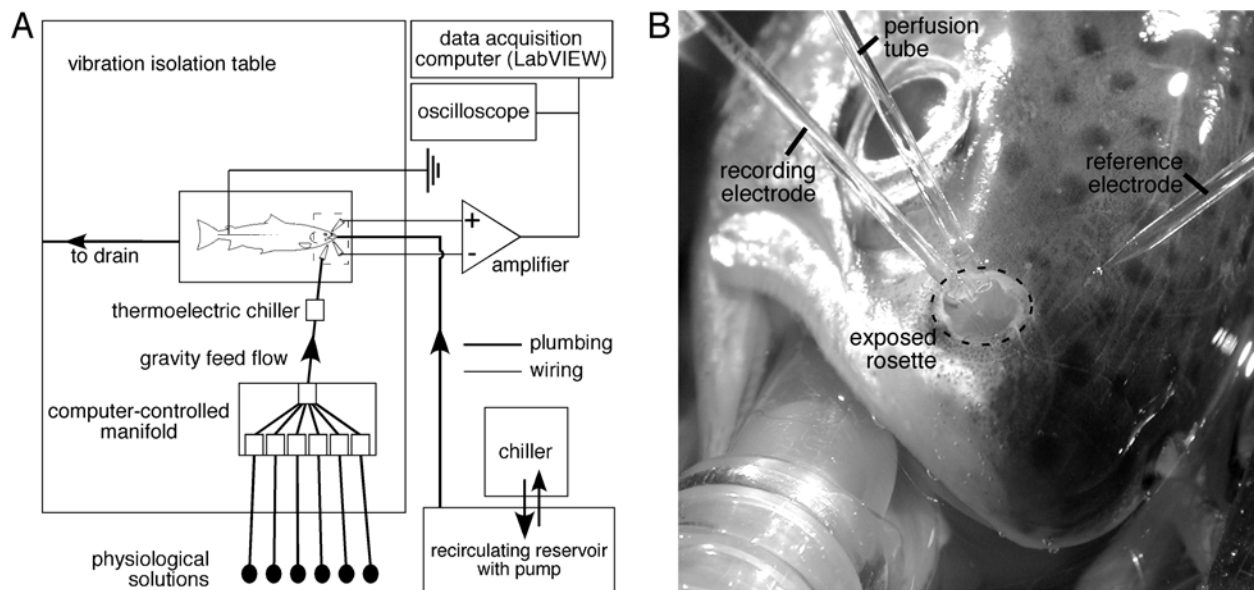 A
vibration isolation table
data acquisition
computer (LabVIEW)
oscilloscope
+
-
amplifier
to drain
thermoelectric chiller
gravity feed flow
plumbing
wiring
computer-controlled
manifold
chiller
recirculating reservoir
with pump
physiological
solutions
B
perfusion
tube
recording
electrode
reference
electrode
exposed
rosette